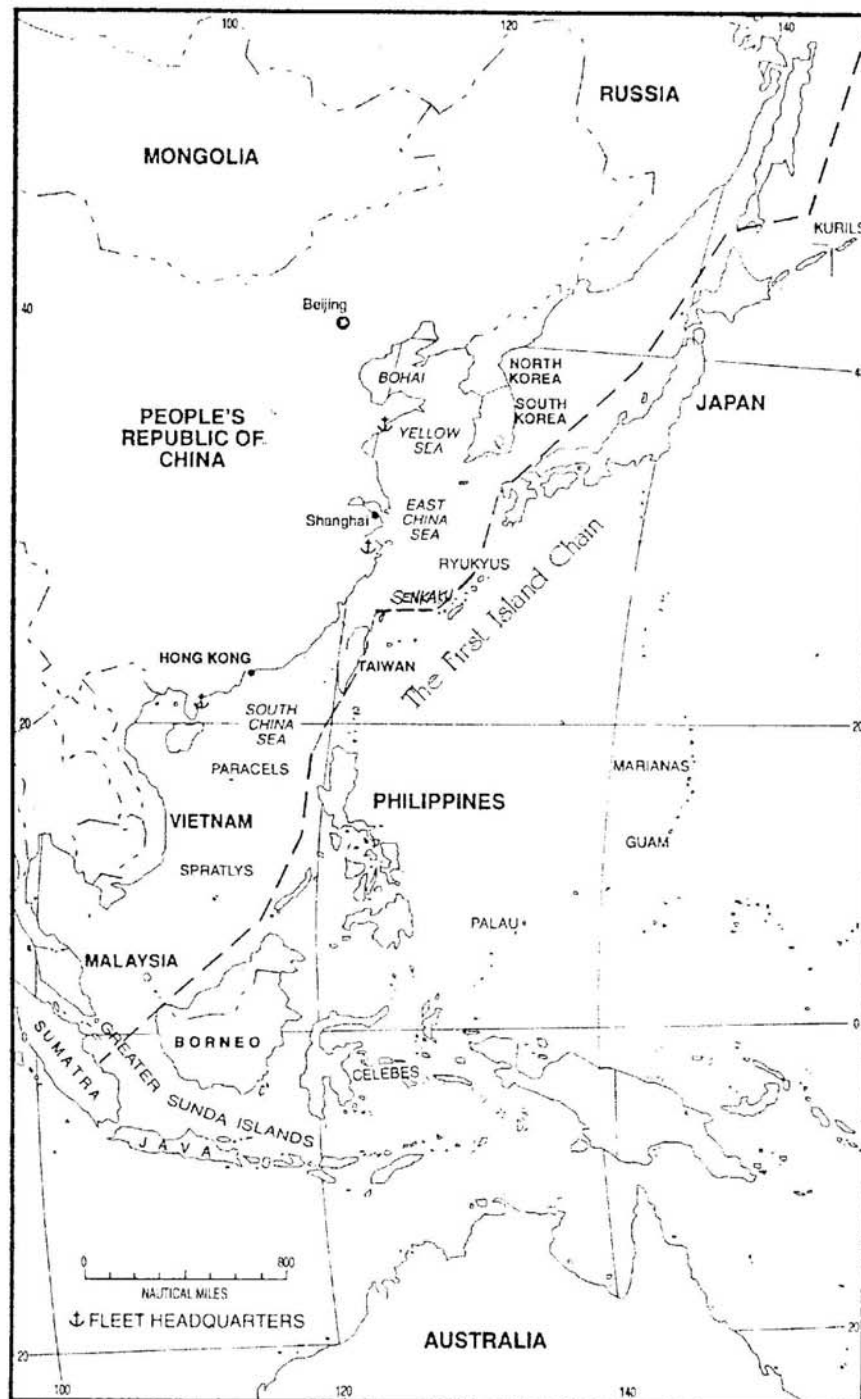 100
120
140
RUSSIA
MONGOLIA
KURILS
40
Beijing
BOHAI
NORTH
KOREA
SOUTH
KOREA
JAPAN
PEOPLE'S
REPUBLIC OF
CHINA
YELLOW
SEA
Shanghai
EAST
CHINA
SEA
RYUKYUS
SENKAKU
The First Island Chain
HONG KONG
TAIWAN
SOUTH
CHINA
SEA
20
20
PARACELS
MARIANAS
PHILIPPINES
VIETNAM
GUAM
SPRATLYS
PALAU
MALAYSIA
0
BORNEO
SUMATRA
GREATER SUNDA ISLANDS
CELEBES
JAVA
0
800
NAUTICAL MILES
FLEET HEADQUARTERS
AUSTRALIA
20
20
100
120
140